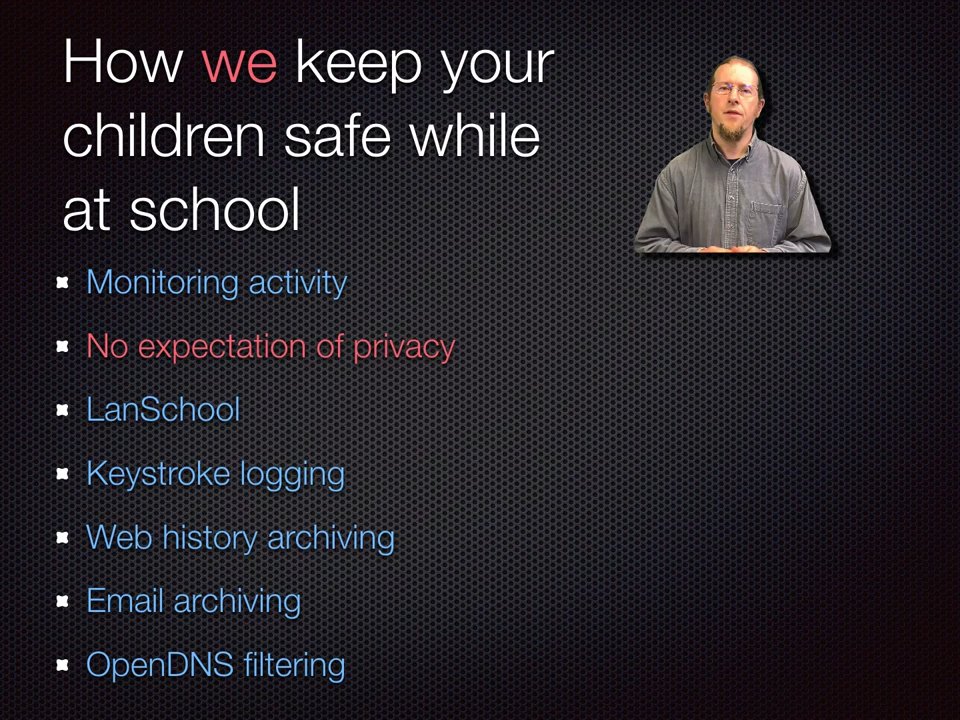 How we keep your
children safe while
at school
Monitoring activity
No expectation of privacy
LanSchool
Keystroke logging
Web history archiving
Email archiving
OpenDNS filtering